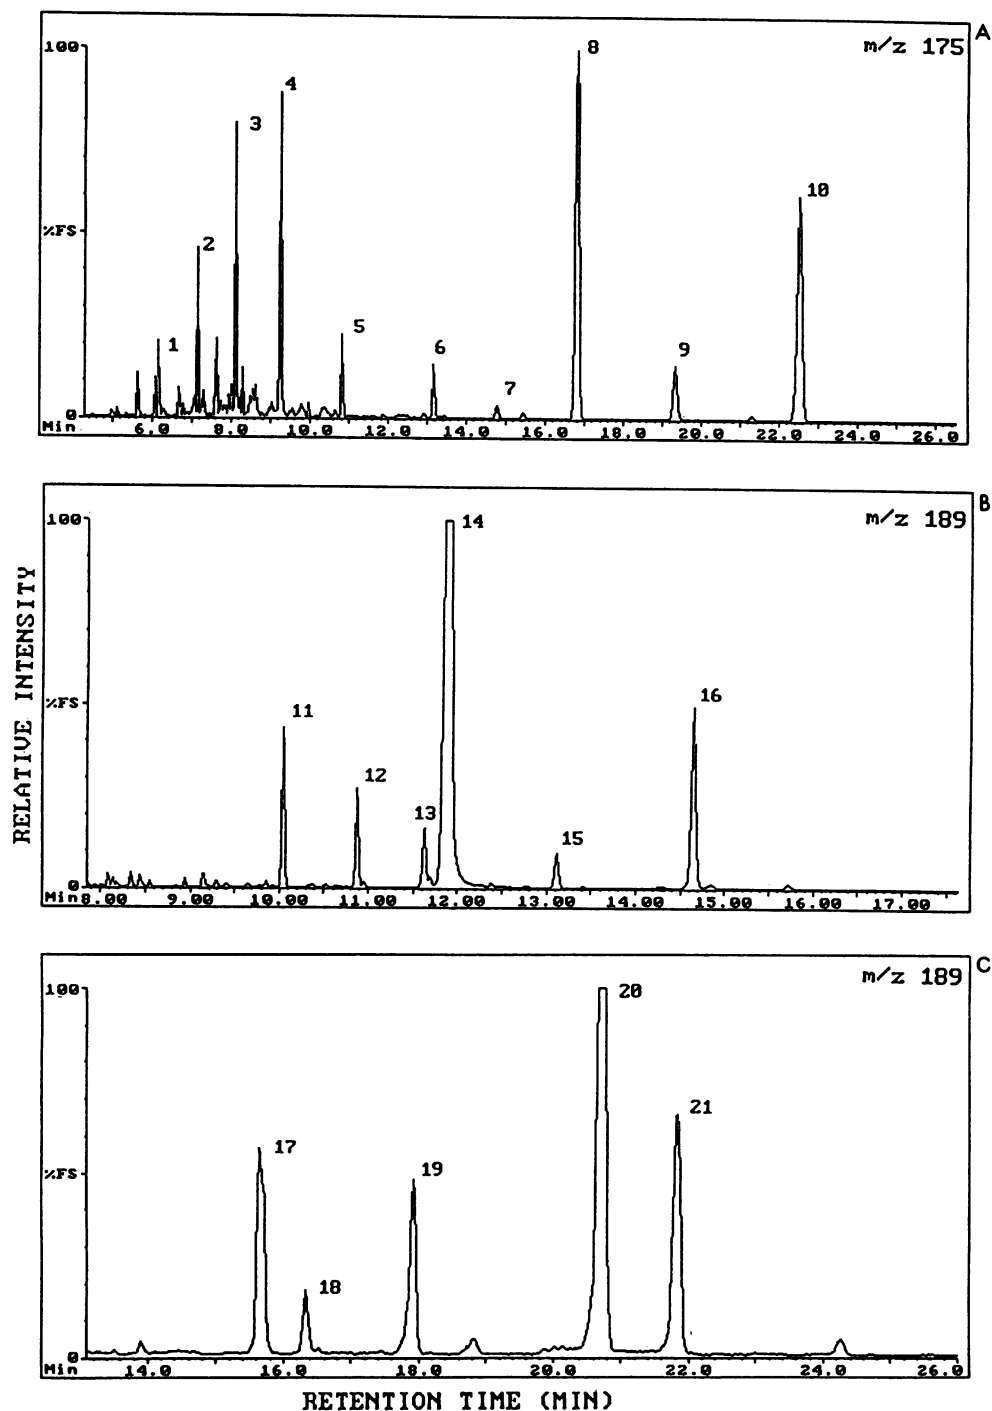 A
m/z 175
100
%FS
0
Min
6.0 8.0 10.0 12.0 14.0 16.0 18.0 20.0 22.0 24.0 26.0
1
2
3
4
5
6
7
8
9
10
B
m/z 189
100
%FS
0
Min
8.00 9.00 10.00 11.00 12.00 13.00 14.00 15.00 16.00 17.00
11
12
13
14
15
16
RELATIVE INTENSITY
C
m/z 189
100
%FS
0
Min
14.0 16.0 18.0 20.0 22.0 24.0 26.0
17
18
19
20
21
RETENTION TIME (MIN)